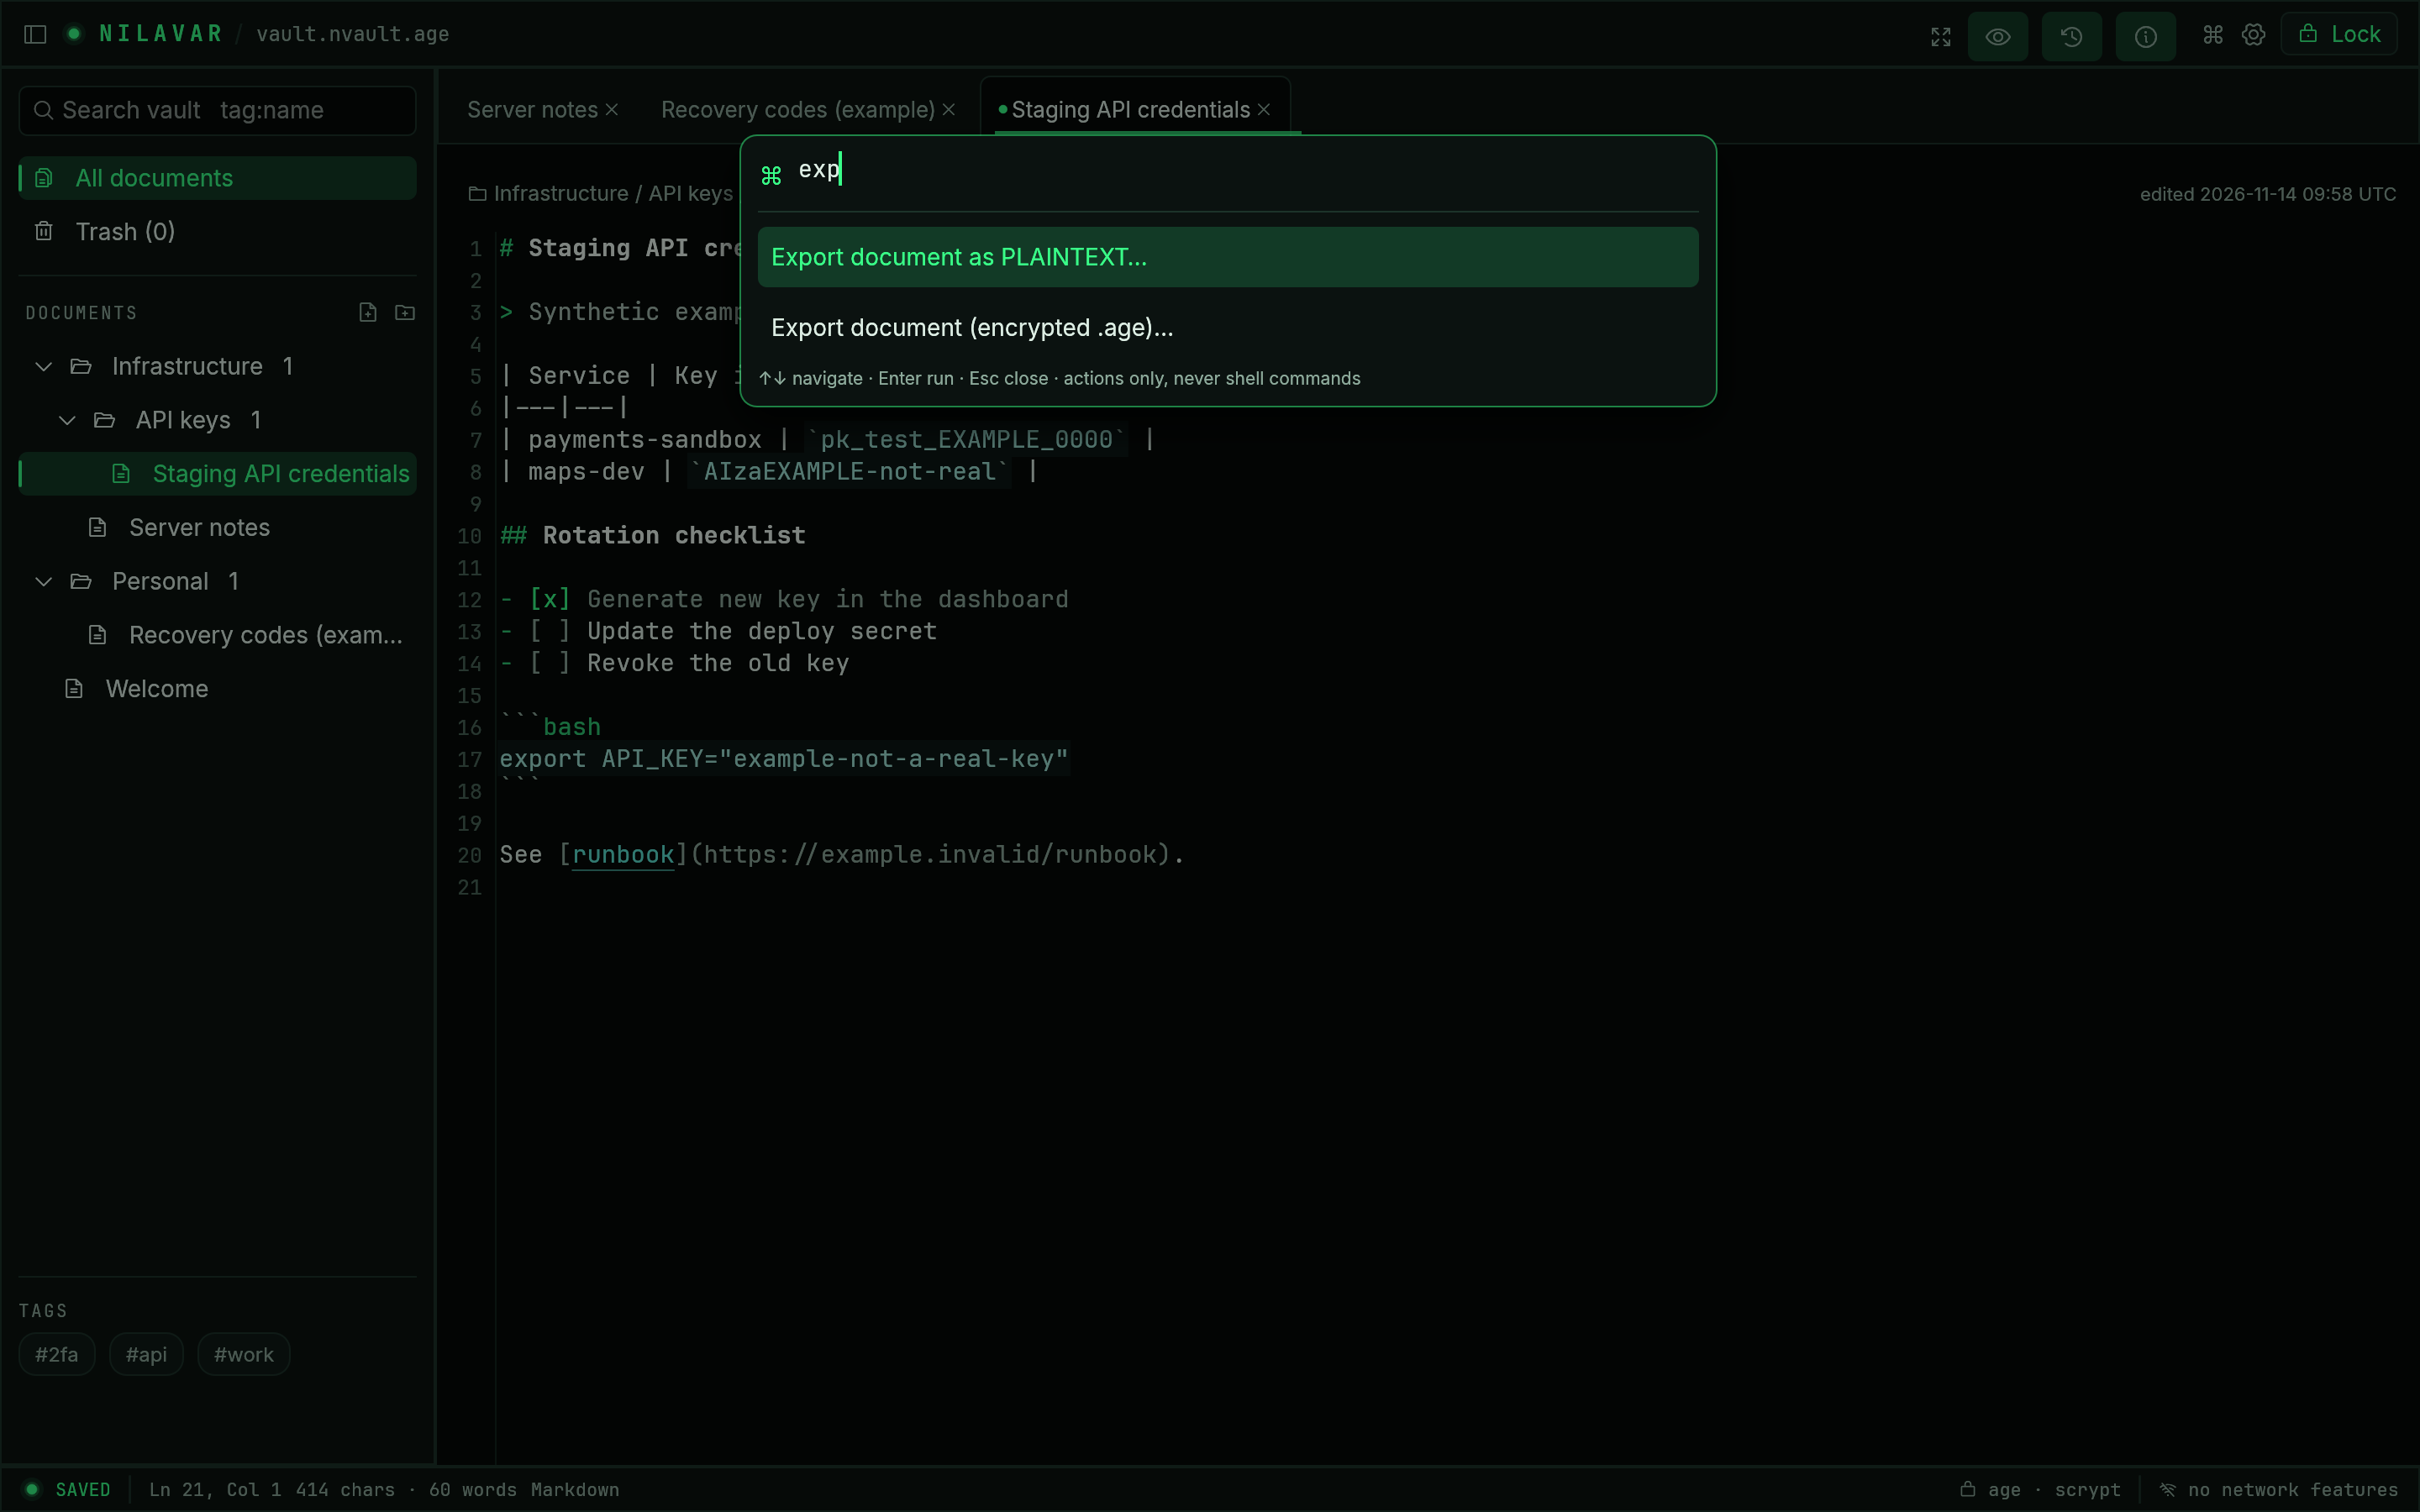 NILAVAR / vault.nvault.age
Lock
Search vault tag:name
All documents
Trash (0)
DOCUMENTS
Infrastructure 1
API keys 1
Staging API credentials
Server notes
Personal 1
Recovery codes (exam...
Welcome
TAGS
#2fa #api #work
Server notes Recovery codes (example) Staging API credentials
⌘ exp
Export document as PLAINTEXT...
Export document (encrypted .age)...
↑↓ navigate · Enter run · Esc close · actions only, never shell commands
Infrastructure / API keys
edited 2026-11-14 09:58 UTC
1 # Staging API
2
3 > Synthetic
4
5 | Service | Key
6 |---|---|
7 | payments-sandbox | `pk_test_EXAMPLE_0000` |
8 | maps-dev | `AIzaEXAMPLE-not-real` |
9
10 ## Rotation checklist
11
12 - [x] Generate new key in the dashboard
13 - [ ] Update the deploy secret
14 - [ ] Revoke the old key
15
16 ```bash
17 export API_KEY="example-not-a-real-key"
18 ```
19
20 See [runbook](https://example.invalid/runbook).
21
SAVED Ln 21, Col 1 414 chars · 60 words Markdown
age · scrypt no network features